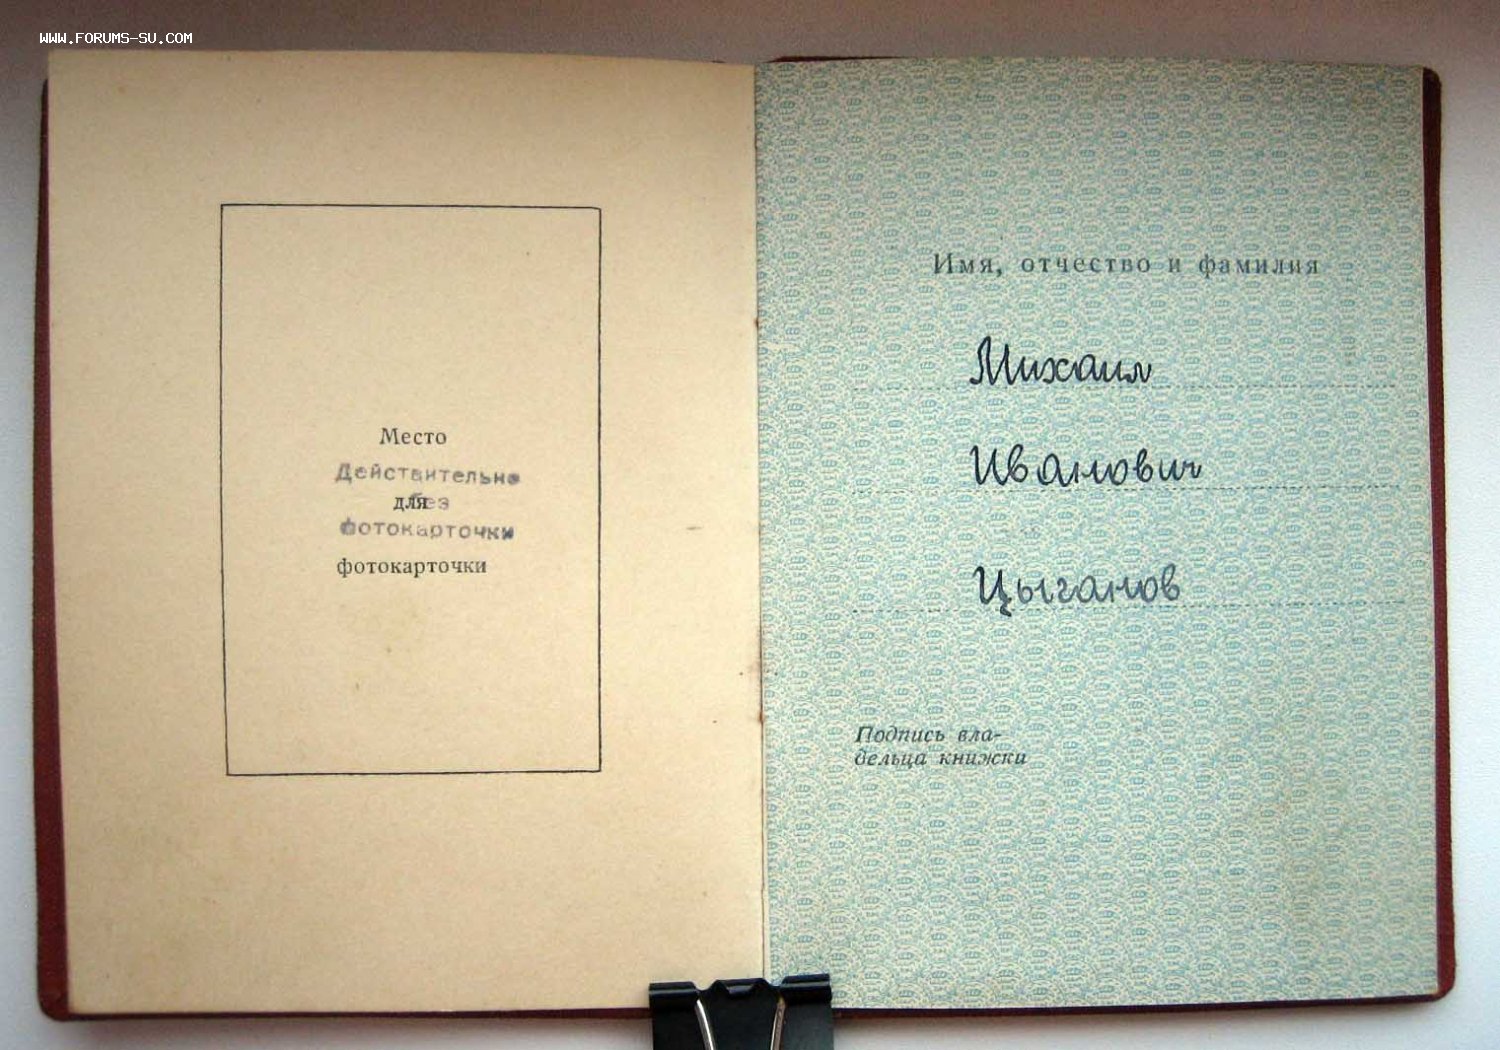 WWW.FORUMS-SU.COM
Место
Действительно
для
без
фотокарточки
фотокарточки
Имя, отчество и фамилия
Михаил
Иванович
Цыганов
Подпись вла-
дельца книжки